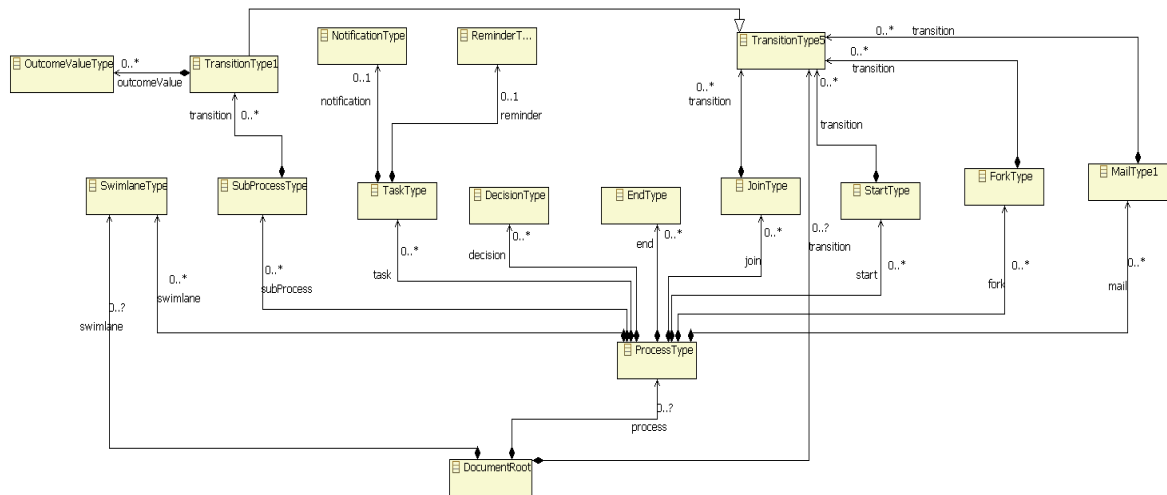 NotificationType
ReminderT...
0..* transition
TransitionType5
0..*
transition
OutcomeValueType
0..*
outcomeValue
TransitionType1
0..1
notification
0..1
reminder
0..*
transition
0..*
transition
transition 0..*
SwimlaneType
SubProcessType
TaskType
DecisionType
EndType
JoinType
StartType
ForkType
MailType1
0..*
decision
0..*
end
0..*
join
0..?
transition
0..*
task
0..*
start
0..*
fork
0..*
mail
0..*
swimlane
0..*
subProcess
0..?
swimlane
ProcessType
0..?
process
DocumentRoot